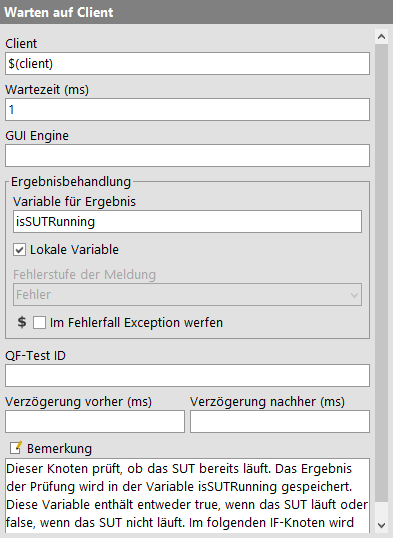 Warten auf Client
Client
$(client)
Wartezeit (ms)
1
GUI Engine
Ergebnisbehandlung
Variable für Ergebnis
isSUTRunning
Lokale Variable
Fehlerstufe der Meldung
Fehler
$ Im Fehlerfall Exception werfen
QF-Test ID
Verzögerung vorher (ms) Verzögerung nachher (ms)
Bemerkung
Dieser Knoten prüft, ob das SUT bereits läuft. Das Ergebnis
der Prüfung wird in der Variable isSUTRunning gespeichert.
Diese Variable enthält entweder true, wenn das SUT läuft oder
false, wenn das SUT nicht läuft. Im folgenden IF-Knoten wird